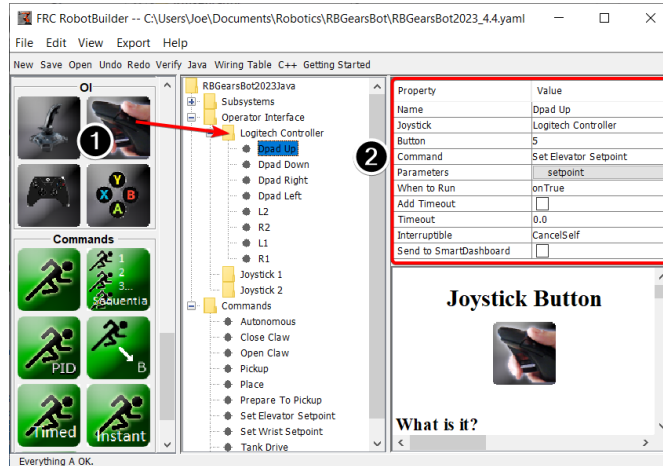 FRC RobotBuilder -- C:\Users\Joe\Documents\Robotics\RBGearsBot\RBGearsBot2023_4.4.yaml
File Edit View Export Help
New Save Open Undo Redo Verify Java Wiring Table C++ Getting Started
OI
1
Y
X B
A
Commands
1
2
3...
Sequentia
PID
B
Timed
Instant
RBGearsBot2023Java
Subsystems
Operator Interface
Logitech Controller
Dpad Up
Dpad Down
Dpad Right
Dpad Left
L2
R2
L1
R1
Joystick 1
Joystick 2
Commands
Autonomous
Close Claw
Open Claw
Pickup
Place
Prepare To Pickup
Set Elevator Setpoint
Set Wrist Setpoint
Tank Drive
2
Property Value
Name Dpad Up
Joystick Logitech Controller
Button 5
Command Set Elevator Setpoint
Parameters setpoint
When to Run onTrue
Add Timeout
Timeout 0.0
Interruptible CancelSelf
Send to SmartDashboard
Joystick Button
What is it?
Everything A OK.